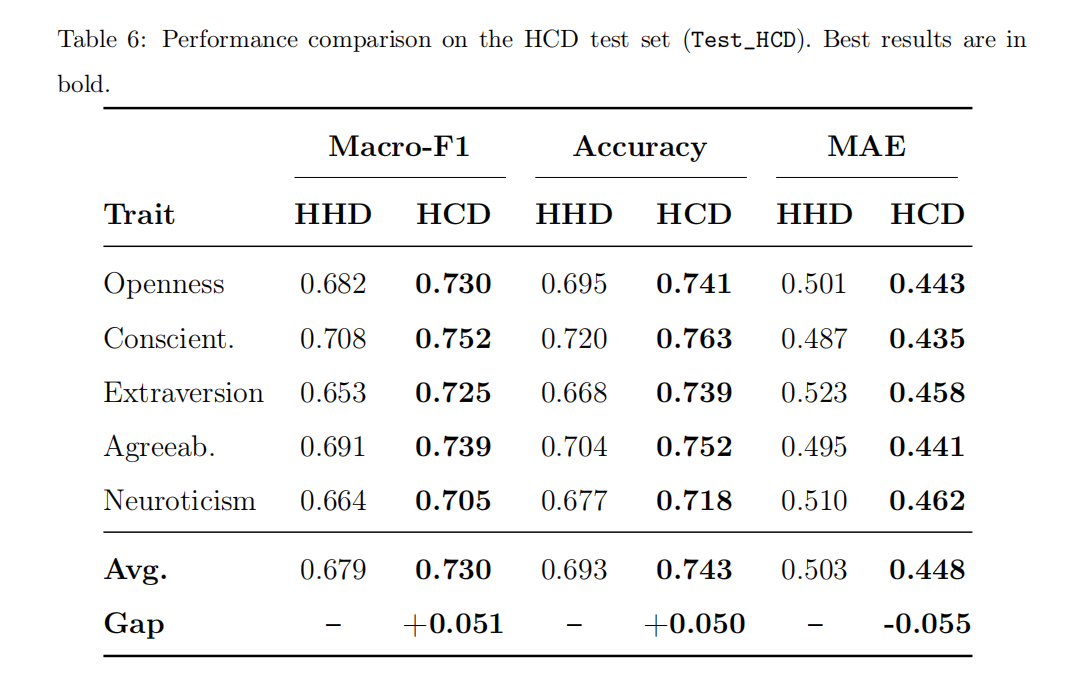 Table 6: Performance comparison on the HCD test set (Test_HCD). Best results are in
bold.
Macro-F1 Accuracy MAE
Trait HHD HCD HHD HCD HHD HCD
Openness 0.682 0.730 0.695 0.741 0.501 0.443
Conscient. 0.708 0.752 0.720 0.763 0.487 0.435
Extraversion 0.653 0.725 0.668 0.739 0.523 0.458
Agreeab. 0.691 0.739 0.704 0.752 0.495 0.441
Neuroticism 0.664 0.705 0.677 0.718 0.510 0.462
Avg. 0.679 0.730 0.693 0.743 0.503 0.448
Gap – +0.051 – +0.050 – -0.055